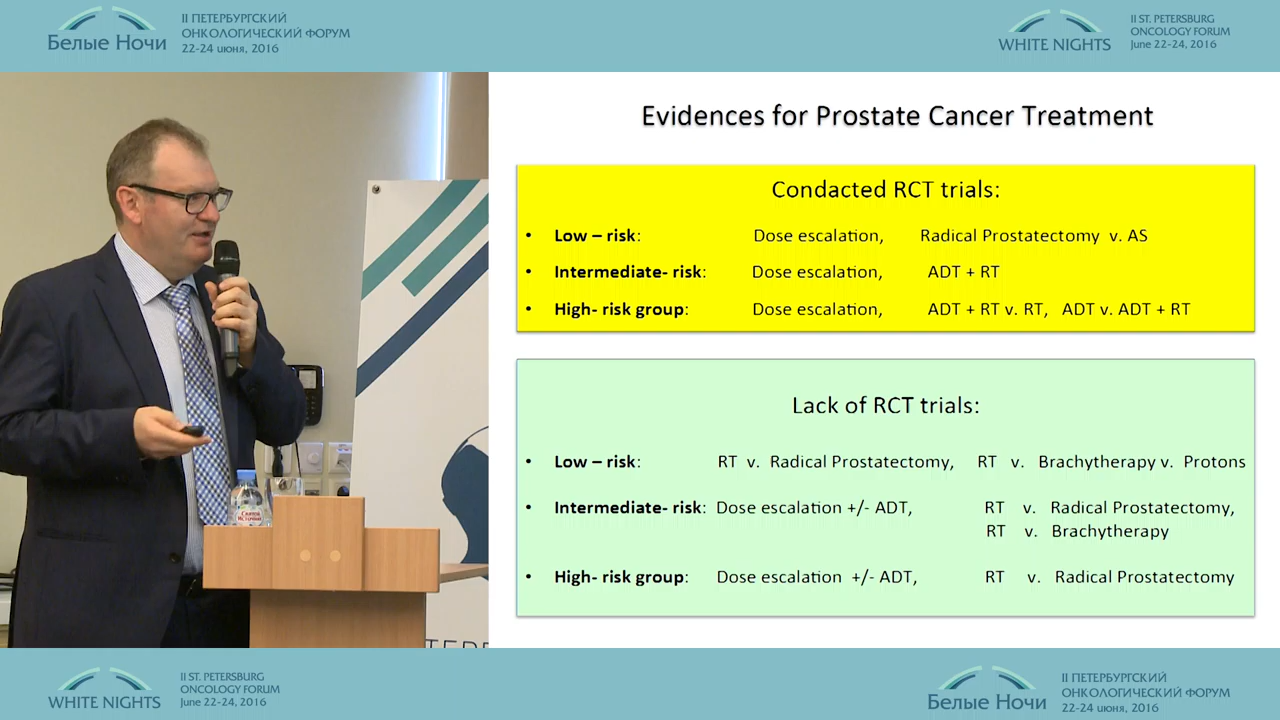 Белые Ночи
II ПЕТЕРБУРГСКИЙ
ОНКОЛОГИЧЕСКИЙ ФОРУМ
22-24 июня, 2016
WHITE NIGHTS
II ST. PETERSBURG
ONCOLOGY FORUM
June 22-24, 2016
Evidences for Prostate Cancer Treatment
Condacted RCT trials:
• Low – risk: Dose escalation, Radical Prostatectomy v. AS
• Intermediate- risk: Dose escalation, ADT + RT
• High- risk group: Dose escalation, ADT + RT v. RT, ADT v. ADT + RT
Lack of RCT trials:
• Low – risk: RT v. Radical Prostatectomy, RT v. Brachytherapy v. Protons
• Intermediate- risk: Dose escalation +/- ADT, RT v. Radical Prostatectomy,
RT v. Brachytherapy
• High- risk group: Dose escalation +/- ADT, RT v. Radical Prostatectomy
WHITE NIGHTS
II ST. PETERSBURG
ONCOLOGY FORUM
June 22-24, 2016
Белые Ночи
II ПЕТЕРБУРГСКИЙ
ОНКОЛОГИЧЕСКИЙ ФОРУМ
22-24 июня, 2016